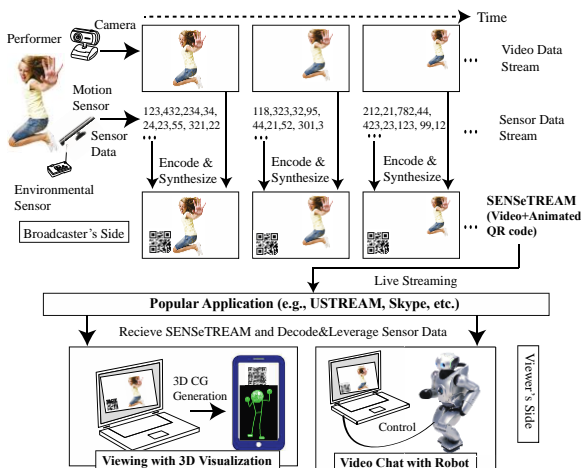 Camera
Time
Performer
Video Data
Stream
Motion
Sensor
Sensor
Data
123,432,234,34,
24,23,55, 321,22
118,323,32,95,
44,21,52, 301,3
212,21,782,44,
423,23,123, 99,12
Sensor Data
Stream
Environmental
Sensor
Encode &
Synthesize
Encode &
Synthesize
Encode &
Synthesize
Broadcaster's Side
SENSeTREAM
(Video+Animated
QR code)
Live Streaming
Popular Application (e.g., USTREAM, Skype, etc.)
Recieve SENSeTREAM and Decode&Leverage Sensor Data
3D CG
Generation
Control
Viewer's Side
Viewing with 3D Visualization
Video Chat with Robot